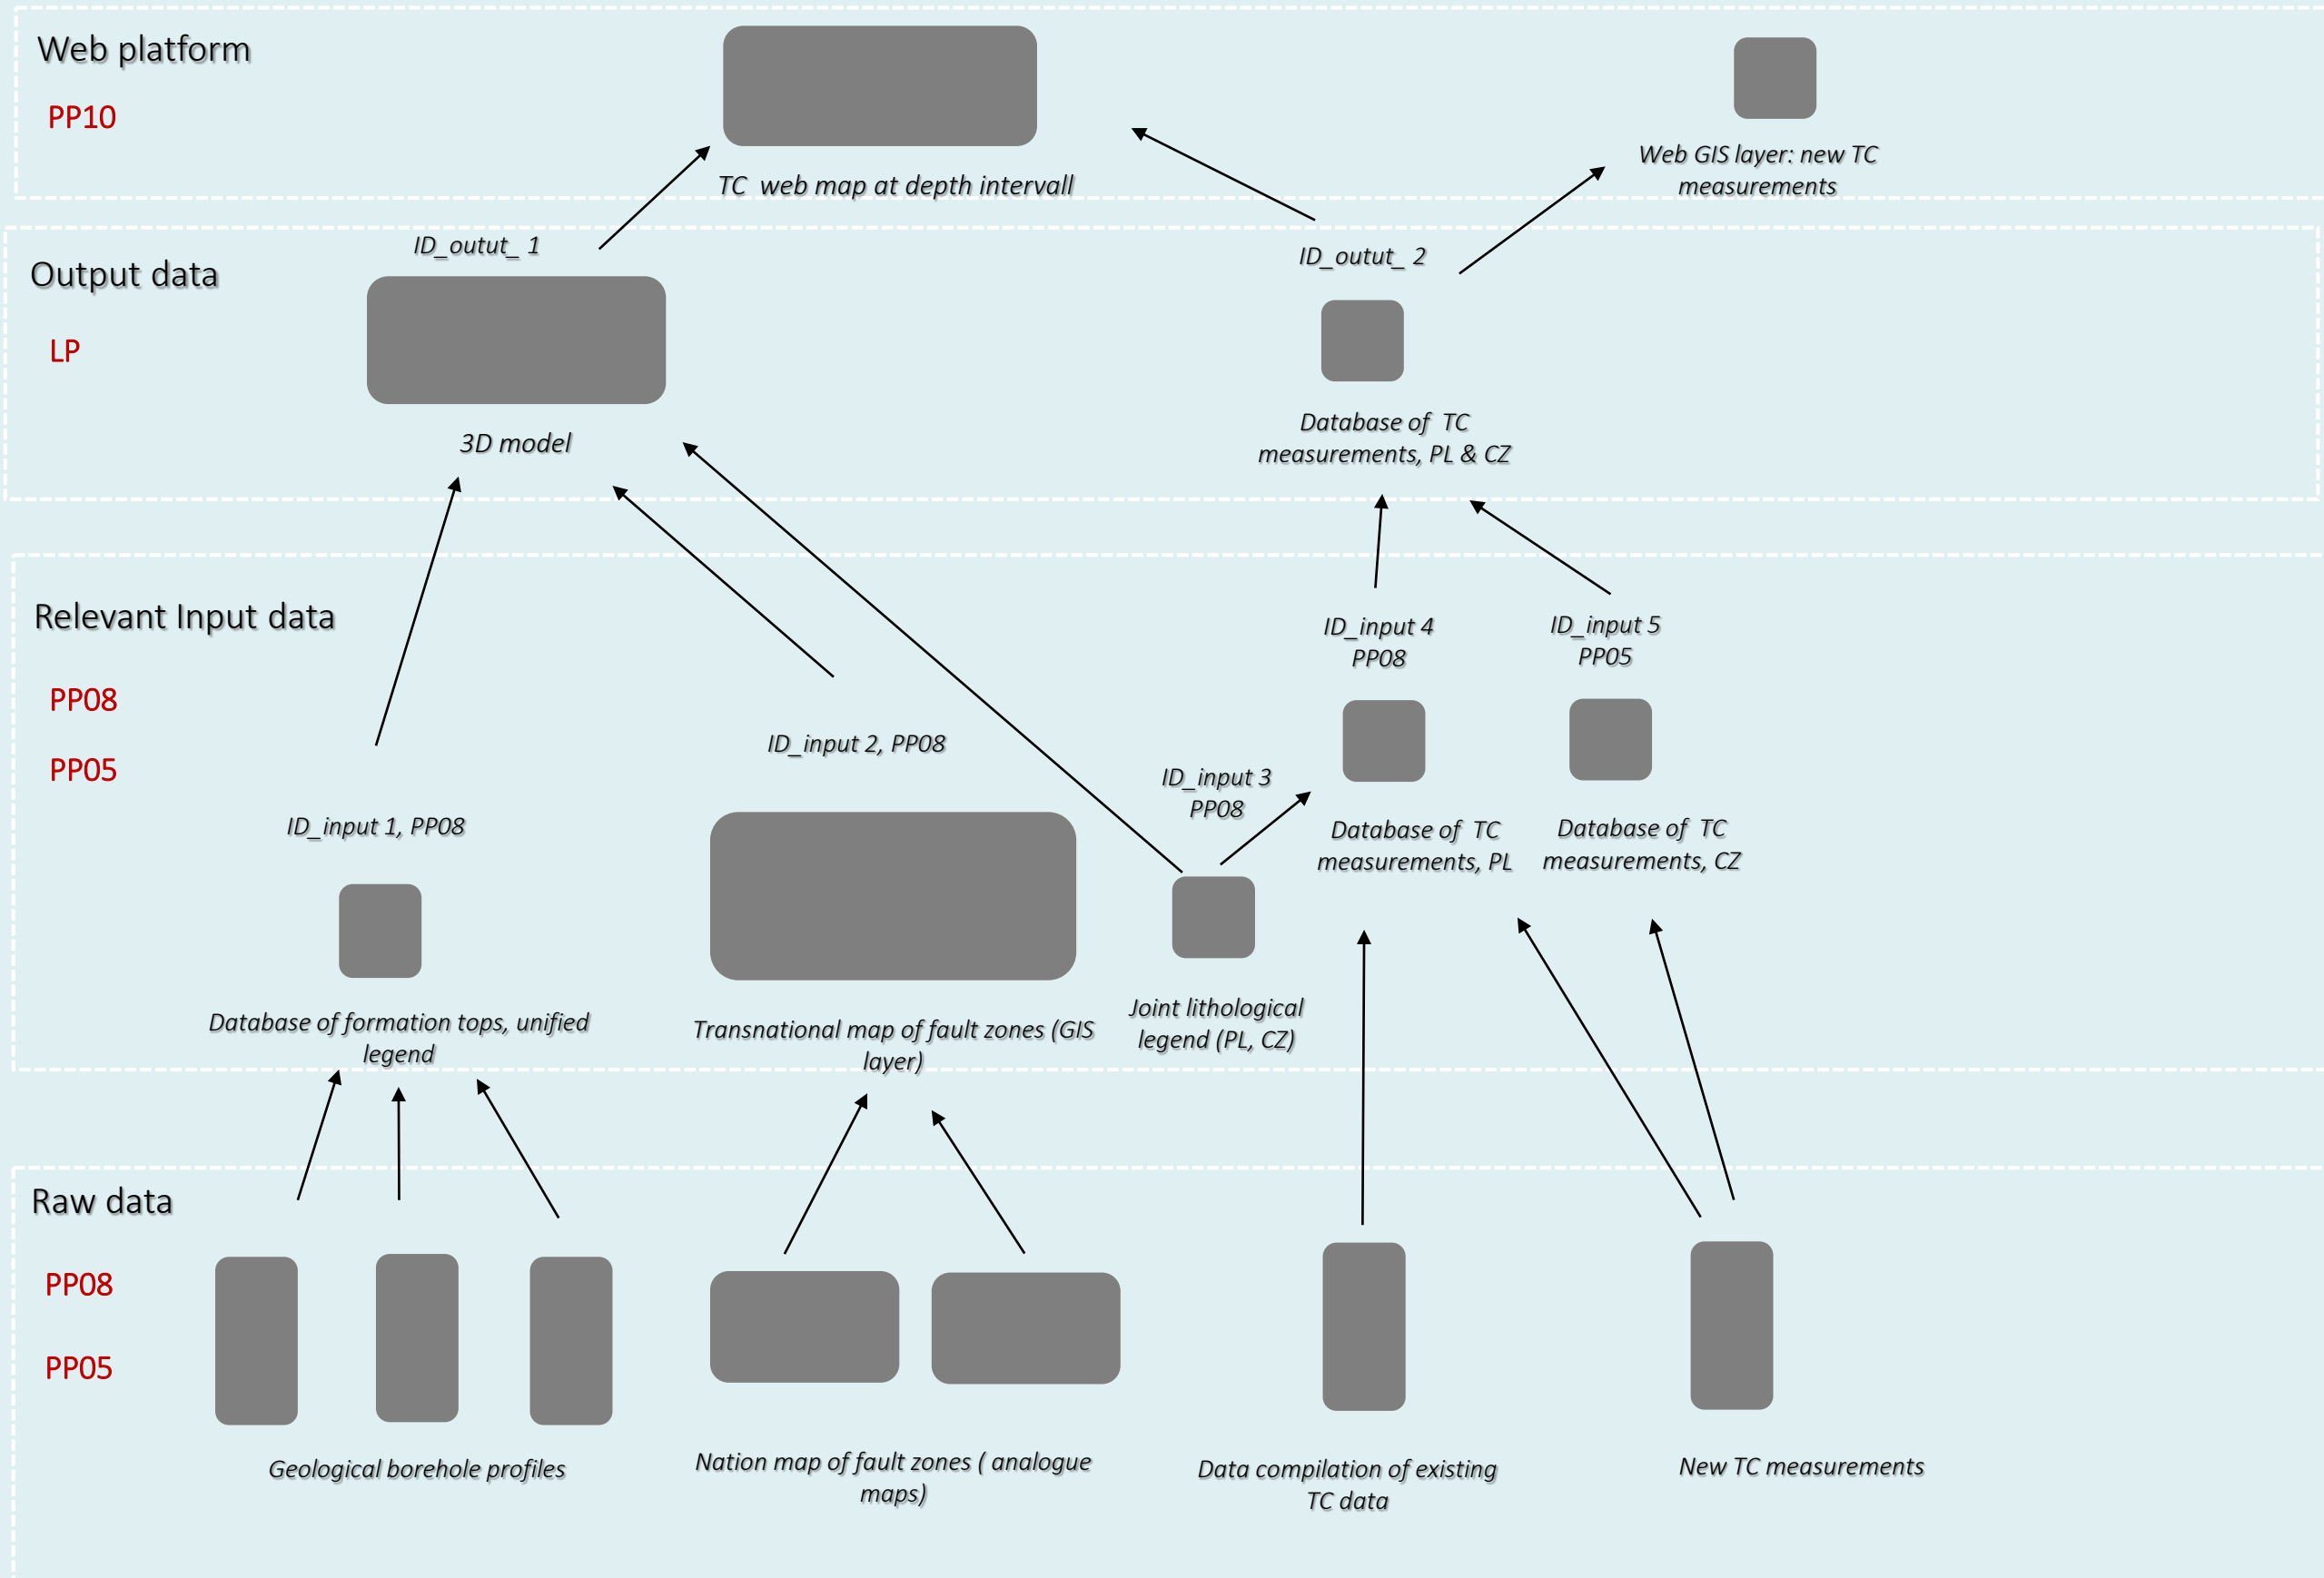 Web platform
PP10
TC  web map at depth intervall
Web GIS layer: new TC
measurements
Output data
LP
ID_outut_ 1
3D model
ID_outut_ 2
Database of  TC
measurements, PL & CZ
Relevant Input data
PP08
PP05
ID_input 1, PP08
Database of formation tops, unified
legend
ID_input 2, PP08
Transnational map of fault zones (GIS
layer)
ID_input 3
PP08
Joint lithological
legend (PL, CZ)
ID_input 4
PP08
Database of  TC
measurements, PL
ID_input 5
PP05
Database of  TC
measurements, CZ
Raw data
PP08
PP05
Geological borehole profiles
Nation map of fault zones ( analogue
maps)
Data compilation of existing
TC data
New TC measurements